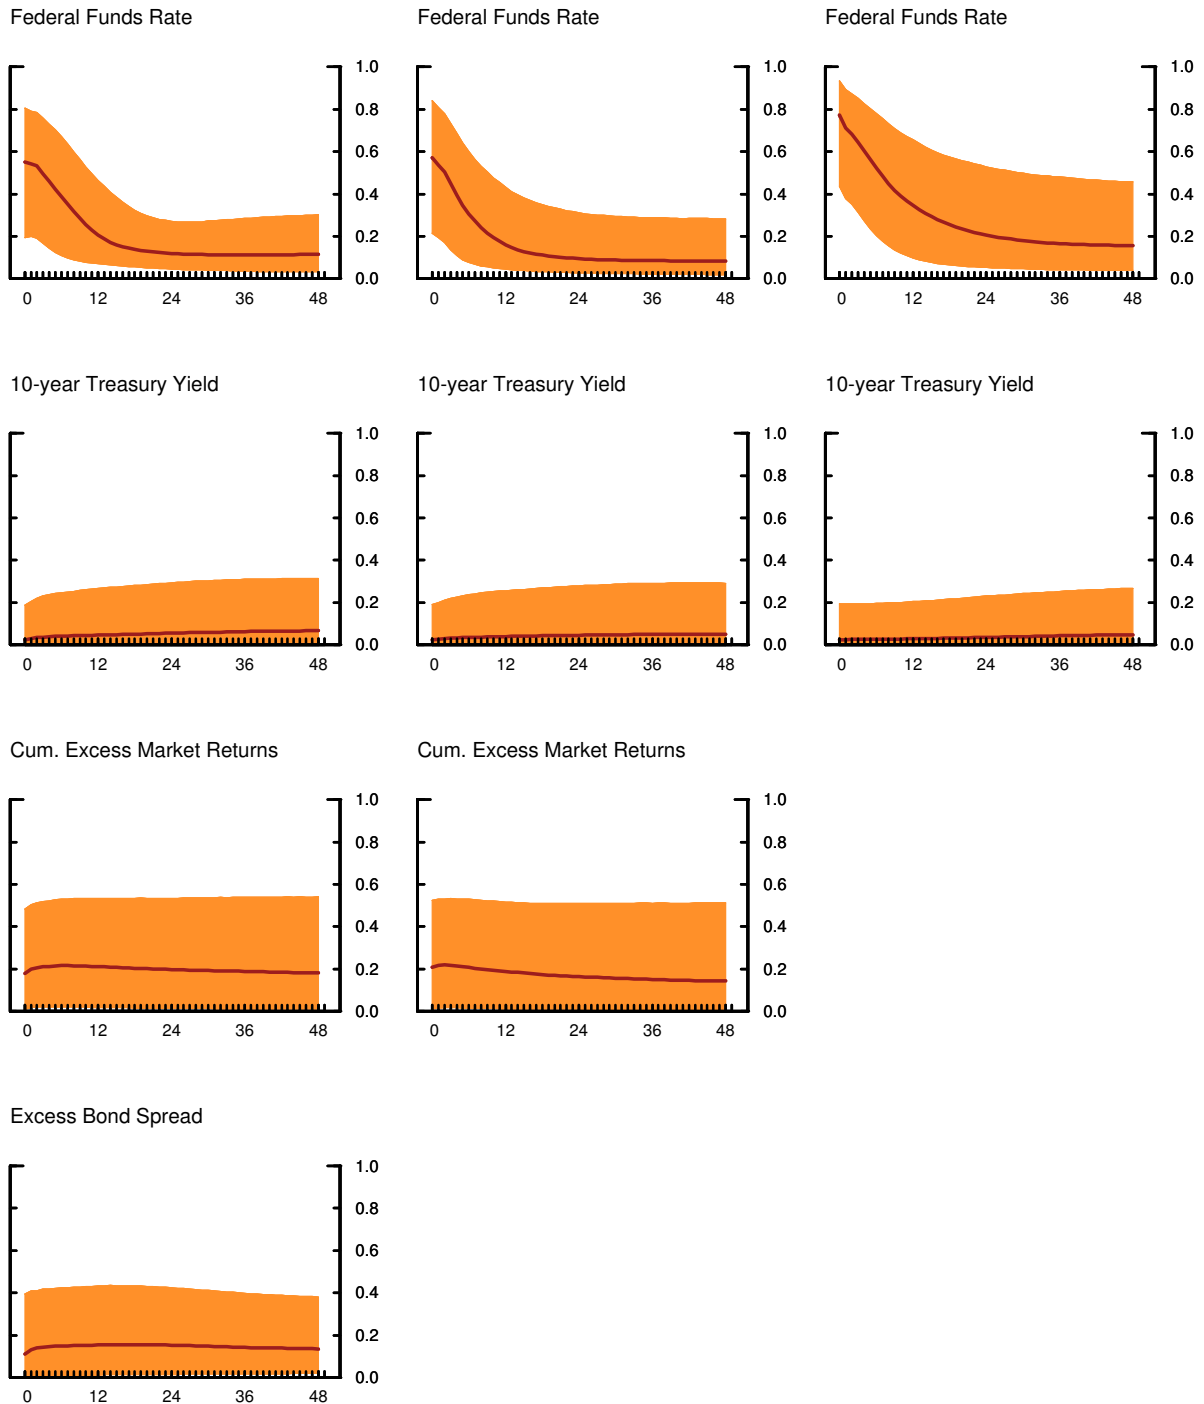 Federal Funds Rate Federal Funds Rate Federal Funds Rate
1.0 1.0 1.0
0.8 0.8 0.8
0.6 0.6 0.6
0.4 0.4 0.4
0.2 0.2 0.2
0.0 0.0 0.0
0 12 24 36 48 0 12 24 36 48 0 12 24 36 48
10-year Treasury Yield 10-year Treasury Yield 10-year Treasury Yield
1.0 1.0 1.0
0.8 0.8 0.8
0.6 0.6 0.6
0.4 0.4 0.4
0.2 0.2 0.2
0.0 0.0 0.0
0 12 24 36 48 0 12 24 36 48 0 12 24 36 48
Cum. Excess Market Returns Cum. Excess Market Returns
1.0 1.0
0.8 0.8
0.6 0.6
0.4 0.4
0.2 0.2
0.0 0.0
0 12 24 36 48 0 12 24 36 48
Excess Bond Spread
1.0
0.8
0.6
0.4
0.2
0.0
0 12 24 36 48